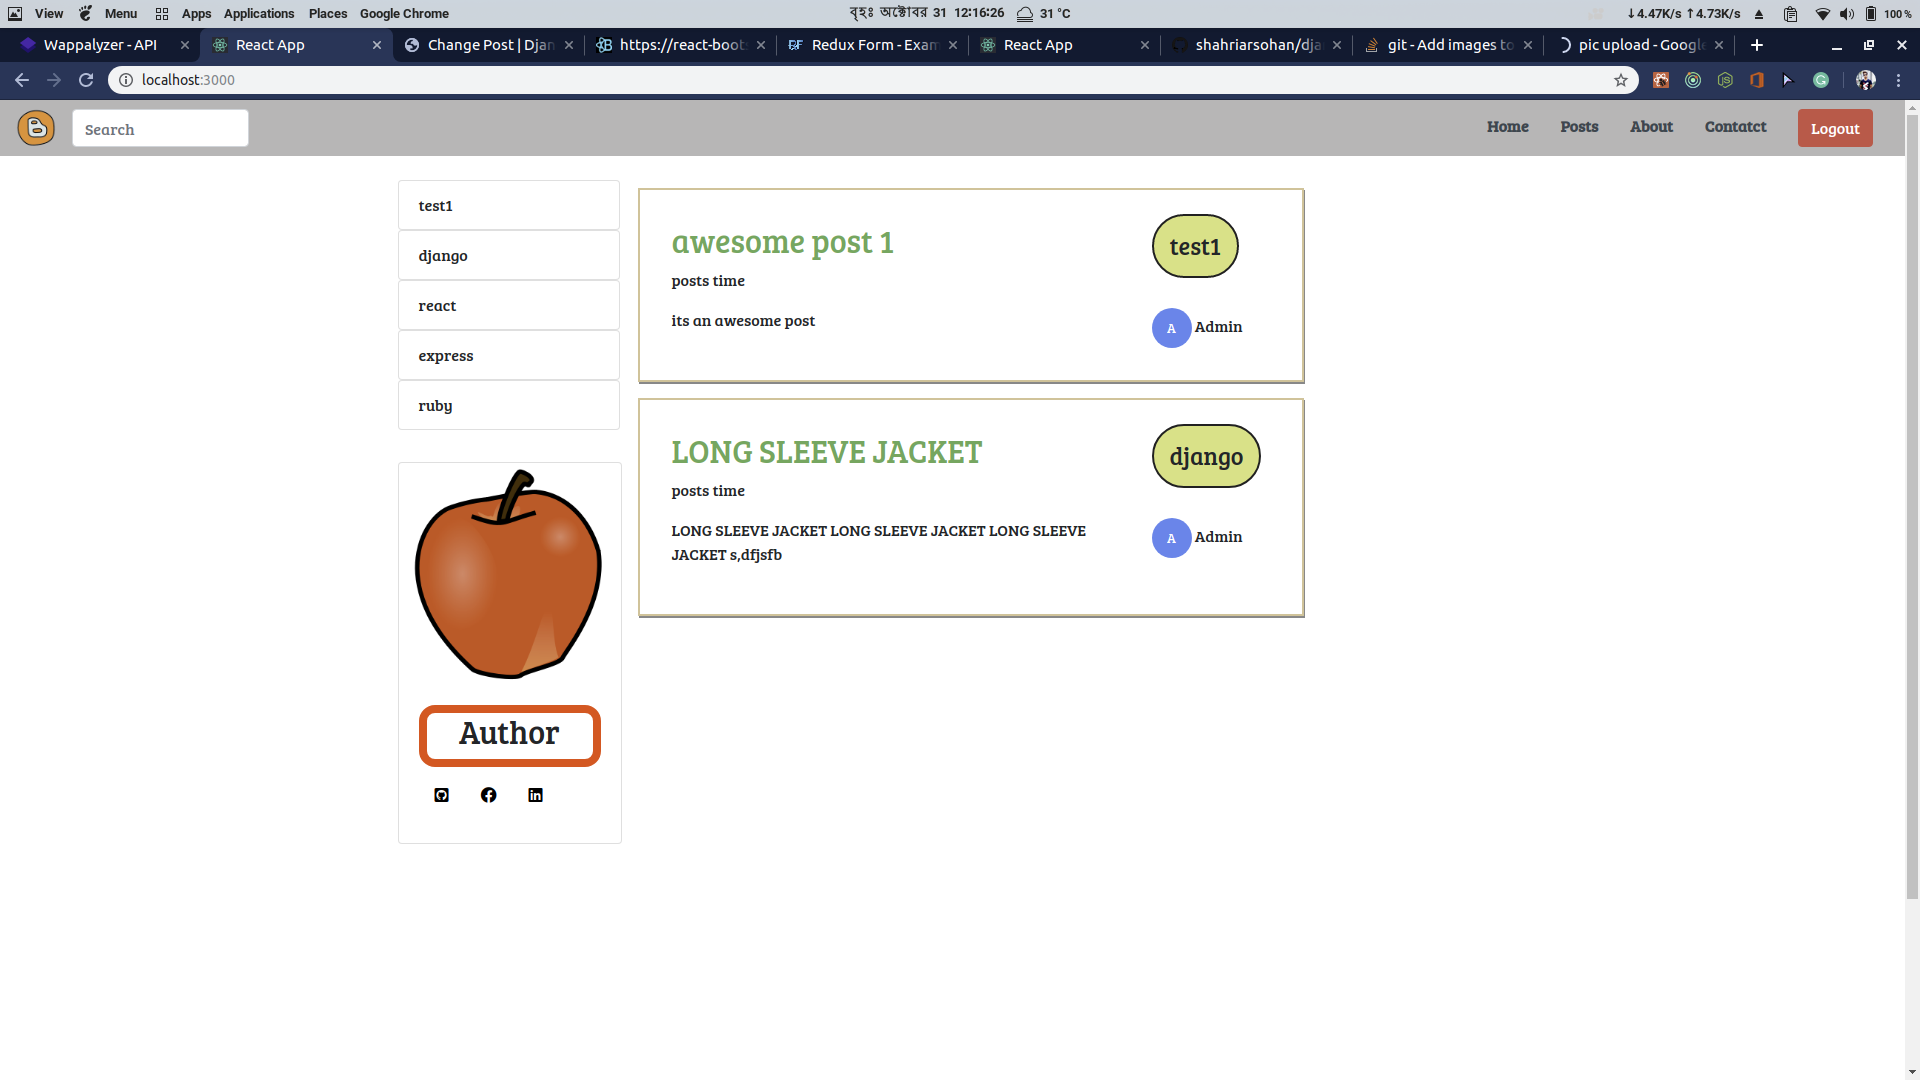 View Menu Apps Applications Places Google Chrome বৃহঃ অক্টোবর 31 12:16:26 31 °C ↓4.47K/s ↑4.73K/s 100 %
Wappalyzer - API React App Change Post | Djan https://react-boot Redux Form - Exam React App shahriarsohan/dja git - Add images to pic upload - Google
localhost:3000
Search Home Posts About Contatct Logout
test1
django
react
express
ruby
Author
awesome post 1
posts time
its an awesome post
test1
A Admin
LONG SLEEVE JACKET
posts time
LONG SLEEVE JACKET LONG SLEEVE JACKET LONG SLEEVE
JACKET s,dfjsfb
django
A Admin